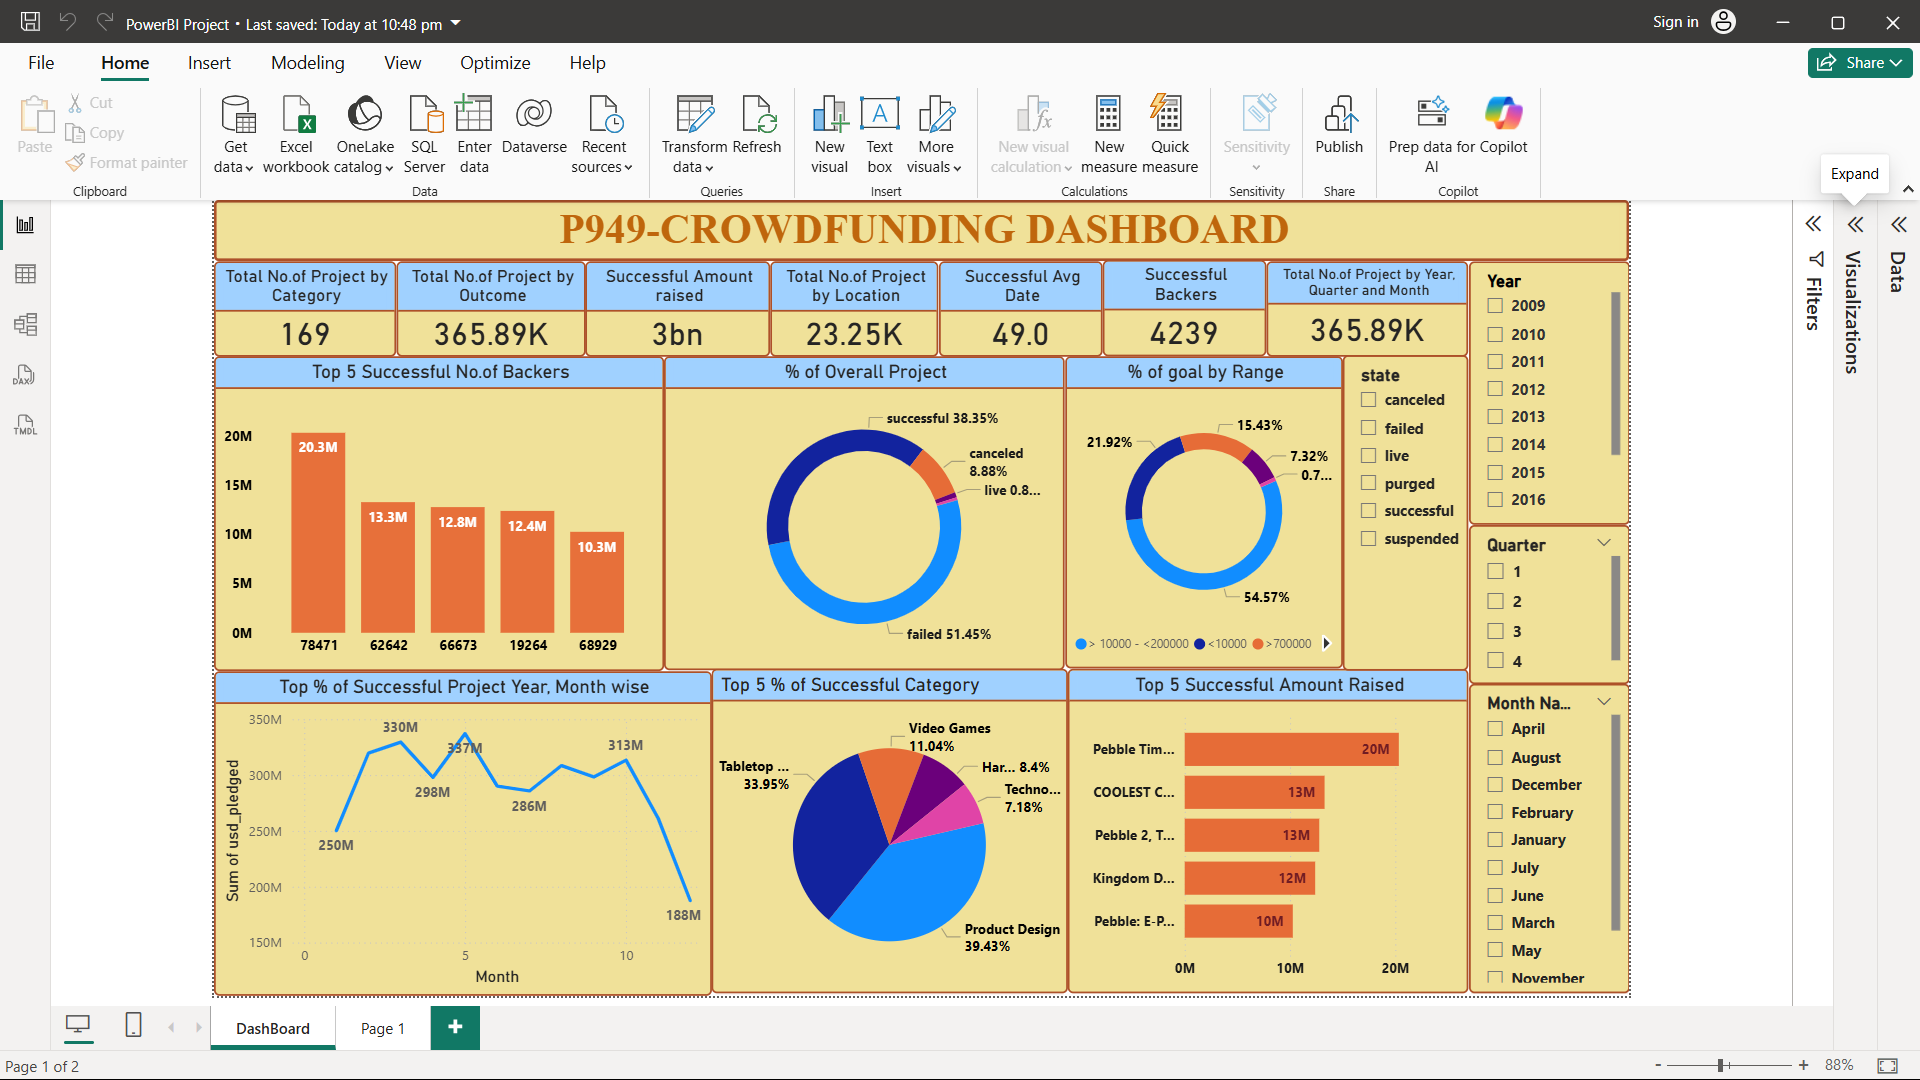 PowerBI Project • Last saved: Today at 10:48 pm
Sign in
File
Home
Insert
Modeling
View
Optimize
Help
Share
Paste
Cut
Copy
Format painter
Clipboard
Get data
Excel workbook
OneLake catalog
SQL Server
Enter data
Dataverse
Recent sources
Data
Transform data
Refresh
Queries
New visual
Text box
More visuals
Insert
New visual calculation
New measure
Quick measure
Calculations
Sensitivity
Sensitivity
Publish
Share
Prep data for AI
Copilot
Copilot
Expand
DAX
TMDL
P949-CROWDFUNDING DASHBOARD
Total No.of Project by Category
169
Total No.of Project by Outcome
365.89K
Successful Amount raised
3bn
Total No.of Project by Location
23.25K
Successful Avg Date
49.0
Successful Backers
4239
Total No.of Project by Year, Quarter and Month
365.89K
Top 5 Successful No.of Backers
20M
15M
10M
5M
0M
20.3M
13.3M
12.8M
12.4M
10.3M
78471
62642
66673
19264
68929
% of Overall Project
successful 38.35%
canceled 8.88%
live 0.8...
failed 51.45%
% of goal by Range
15.43%
21.92%
7.32%
0.7...
54.57%
> 10000 - <200000
<10000
>700000
state
canceled
failed
live
purged
successful
suspended
Year
2009
2010
2011
2012
2013
2014
2015
2016
Quarter
1
2
3
4
Month Na...
April
August
December
February
January
July
June
March
May
November
Top % of Successful Project Year, Month wise
350M
300M
250M
200M
150M
Sum of usd_pledged
250M
330M
298M
337M
286M
313M
188M
0
5
10
Month
Top 5 % of Successful Category
Video Games 11.04%
Tabletop ... 33.95%
Har... 8.4%
Techno... 7.18%
Product Design 39.43%
Top 5 Successful Amount Raised
Pebble Tim...
20M
COOLEST C...
13M
Pebble 2, T...
13M
Kingdom D...
12M
Pebble: E-P...
10M
0M
10M
20M
Filters
Visualizations
Data
DashBoard
Page 1
+
Page 1 of 2
-
+
88%